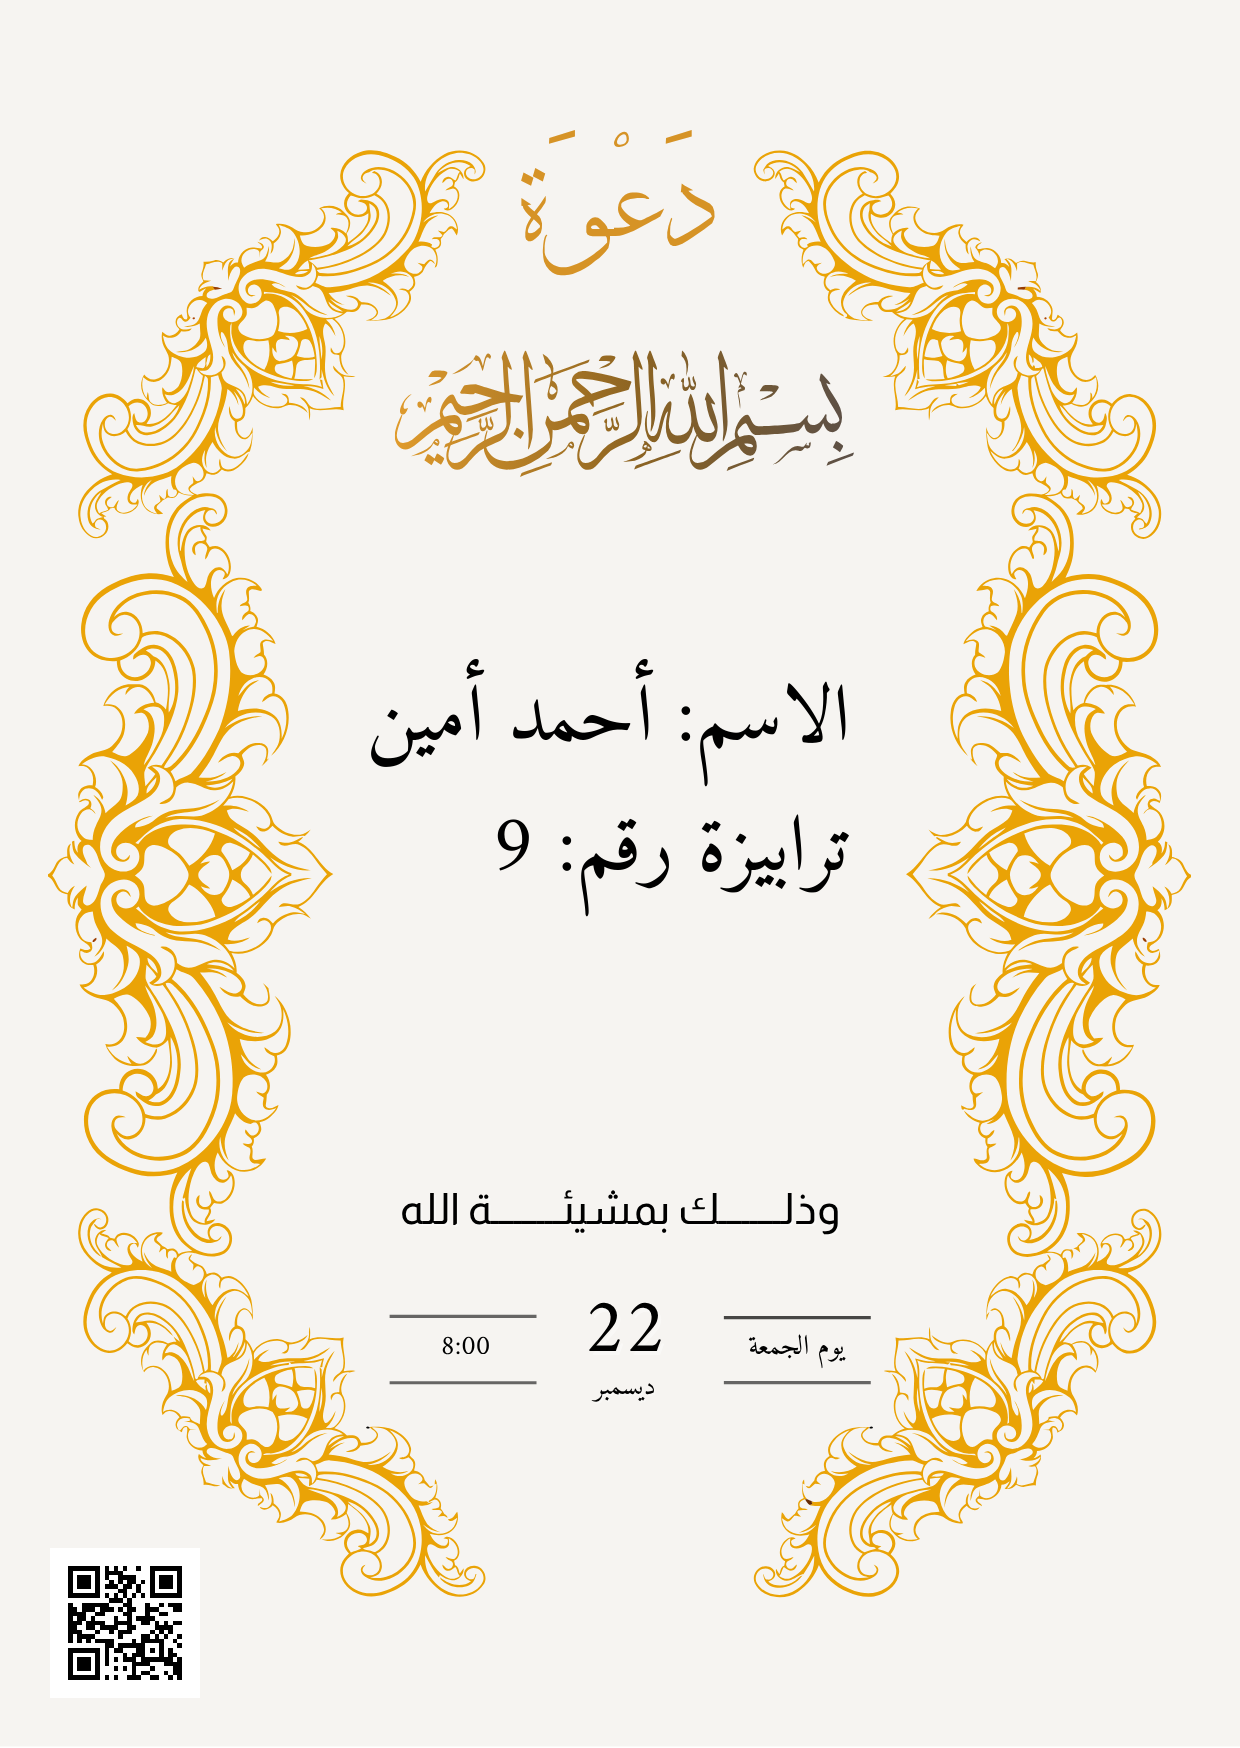 دَعْوَة
بسم الله الرحمن الرحيم
الاسم: أحمد أمين
ترابيزة رقم: 9
وذلـــــك بمشيئـــــة الله
يوم الجمعة
22
ديسمبر
8:00